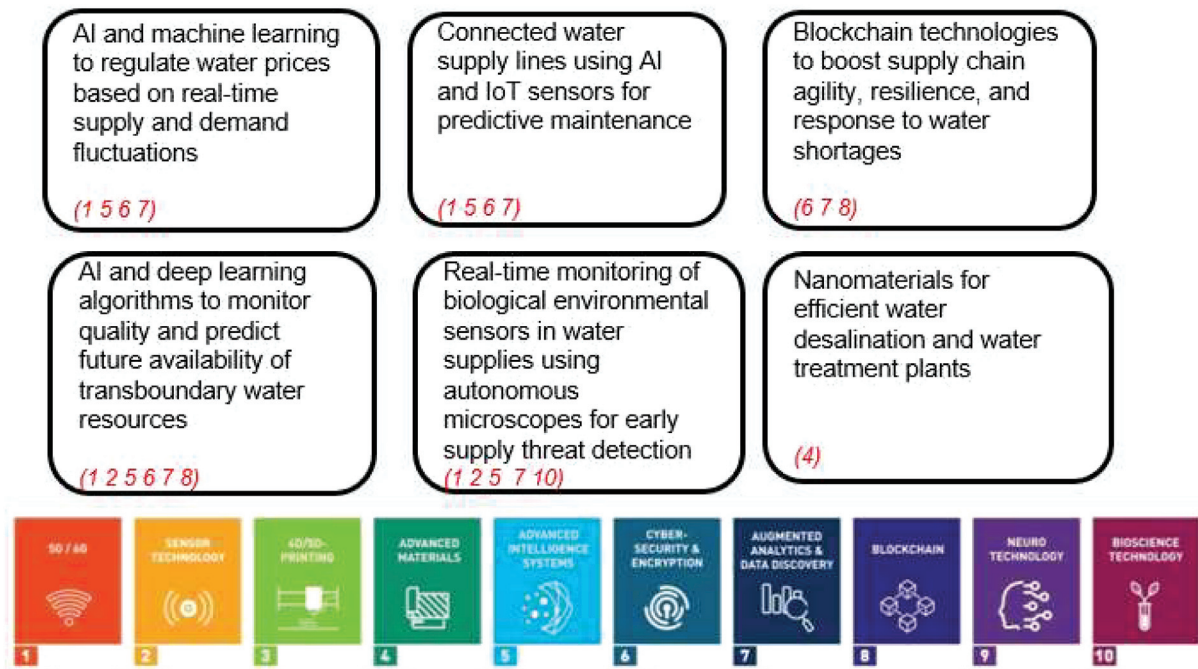 AI and machine learning
to regulate water prices
based on real-time
supply and demand
fluctuations
(1 5 6 7)
Connected water
supply lines using AI
and IoT sensors for
predictive maintenance
(1 5 6 7)
Blockchain technologies
to boost supply chain
agility, resilience, and
response to water
shortages
(6 7 8)
AI and deep learning
algorithms to monitor
quality and predict
future availability of
transboundary water
resources
(1 2 5 6 7 8)
Real-time monitoring of
biological environmental
sensors in water
supplies using
autonomous
microscopes for early
supply threat detection
(1 2 5  7 10)
Nanomaterials for
efficient water
desalination and water
treatment plants
(4)
5G / 6G
1
SENSOR
TECHNOLOGY
2
4D/5D-
PRINTING
3
ADVANCED
MATERIALS
4
ADVANCED
INTELLIGENCE
SYSTEMS
5
CYBER-
SECURITY &
ENCRYPTION
6
AUGMENTED
ANALYTICS &
DATA DISCOVERY
7
BLOCKCHAIN
8
NEURO
TECHNOLOGY
9
BIOSCIENCE
TECHNOLOGY
10